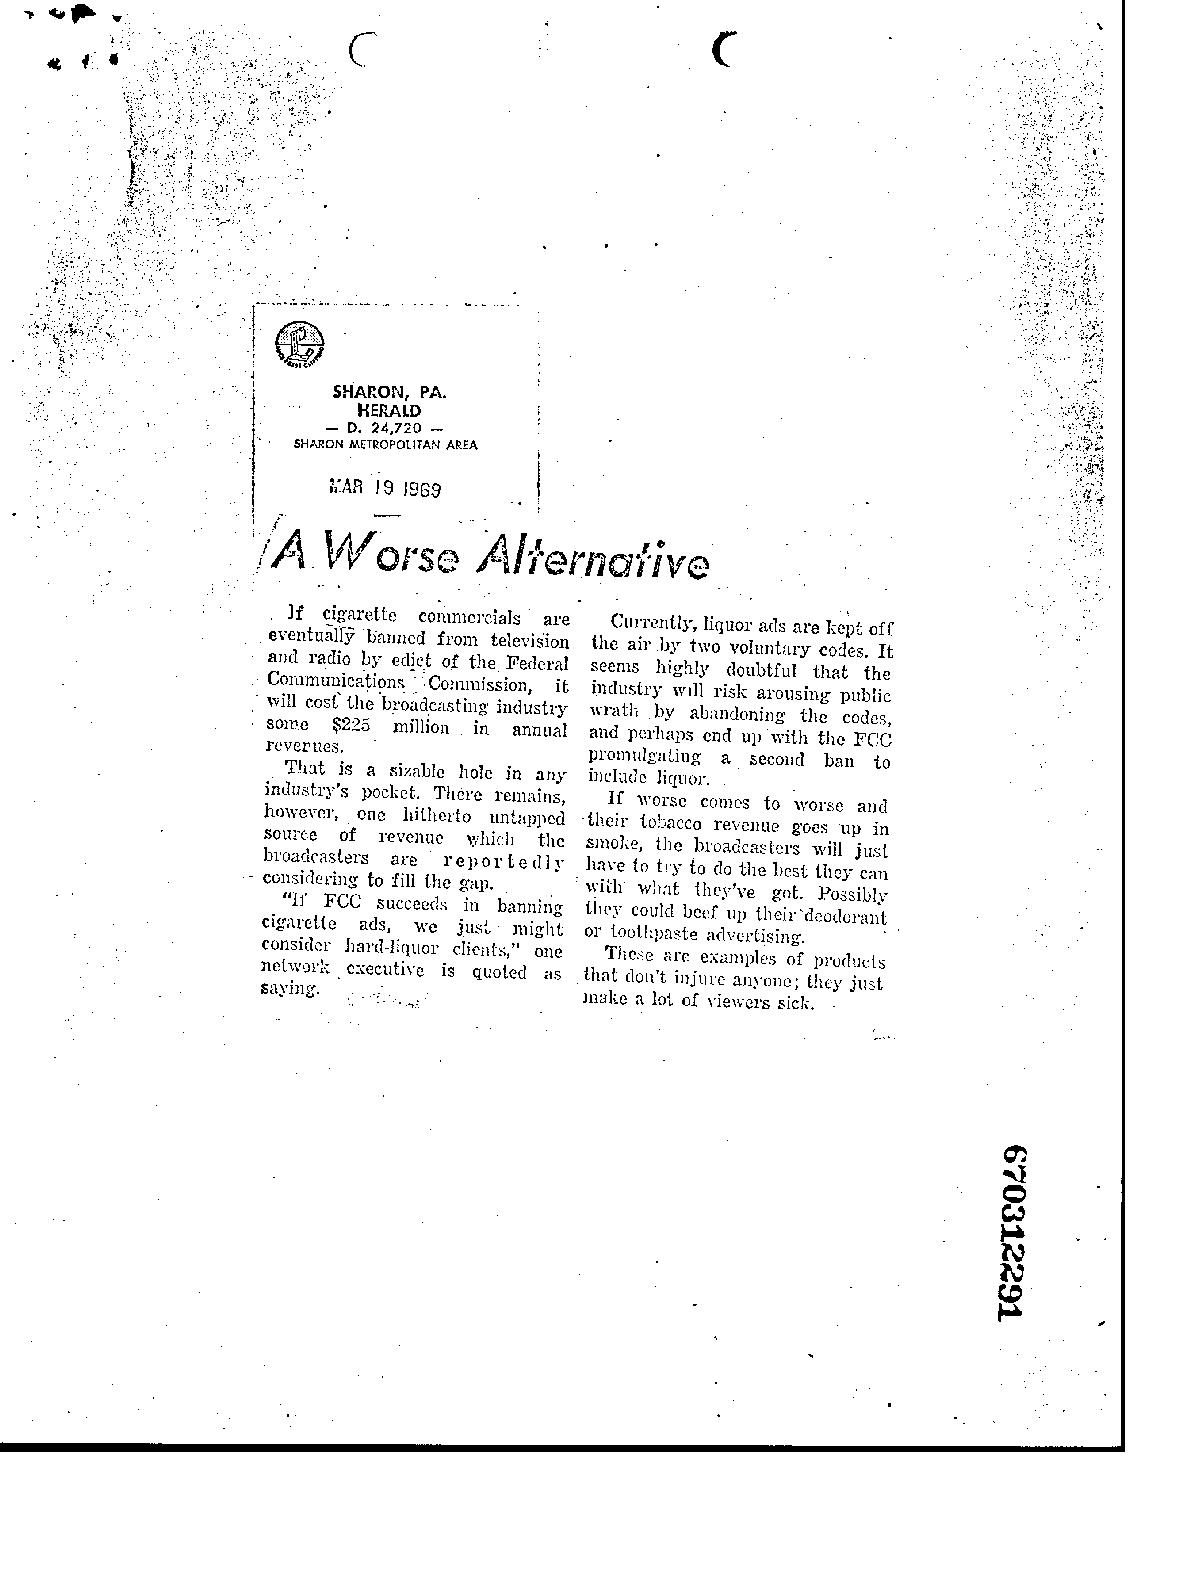 SHARON, PA.
HERALD
— D. 24,720 —
SHARON METROPOLITAN AREA
MAR 19 1969
A Worse Alternative
If cigarette commercials are
eventually banned from television
and radio by edict of the Federal
Communications Commission, it
will cost the broadcasting industry
some $225 million in annual
revenues.
That is a sizable hole in any
industry's pocket. There remains,
however, one hitherto untapped
source of revenue which the
broadcasters are reportedly
considering to fill the gap.
"If FCC succeeds in banning
cigarette ads, we just might
consider hard-liquor clients," one
network executive is quoted as
saying.
Currently, liquor ads are kept off
the air by two voluntary codes. It
seems highly doubtful that the
industry will risk arousing public
wrath by abandoning the codes,
and perhaps end up with the FCC
promulgating a second ban to
include liquor.
If worse comes to worse and
their tobacco revenue goes up in
smoke, the broadcasters will just
have to try to do the best they can
with what they've got. Possibly
they could beef up their deodorant
or toothpaste advertising.
These are examples of products
that don't injure anyone; they just
make a lot of viewers sick.
670312291